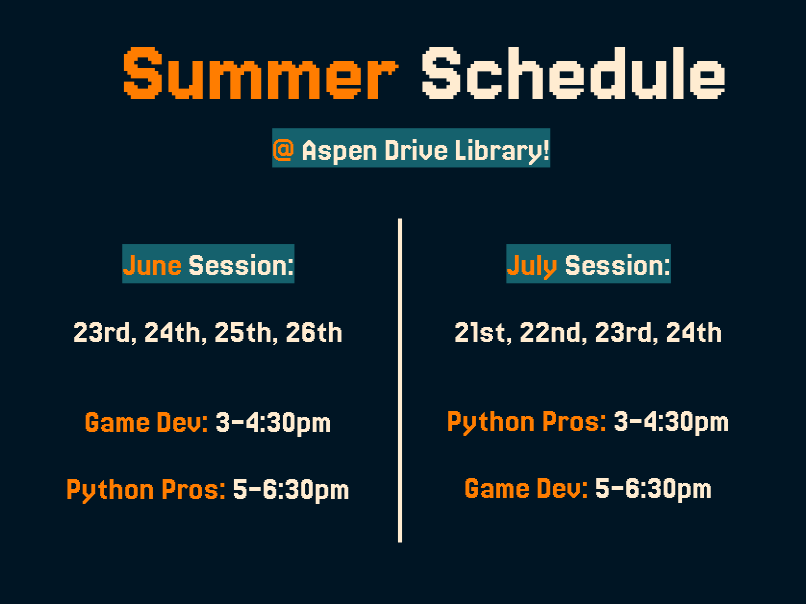 Summer Schedule
@ Aspen Drive Library!
June Session:
23rd, 24th, 25th, 26th
Game Dev: 3-4:30pm
Python Pros: 5-6:30pm
July Session:
21st, 22nd, 23rd, 24th
Python Pros: 3-4:30pm
Game Dev: 5-6:30pm